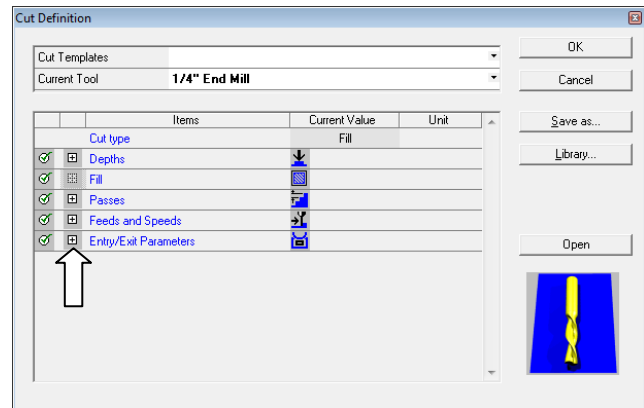 Cut Definition
Cut Templates
Current Tool 1/4" End Mill
OK
Cancel
Save as...
Library...
Open
Items Current Value Unit
Cut type Fill
Depths
Fill
Passes
Feeds and Speeds
Entry/Exit Parameters